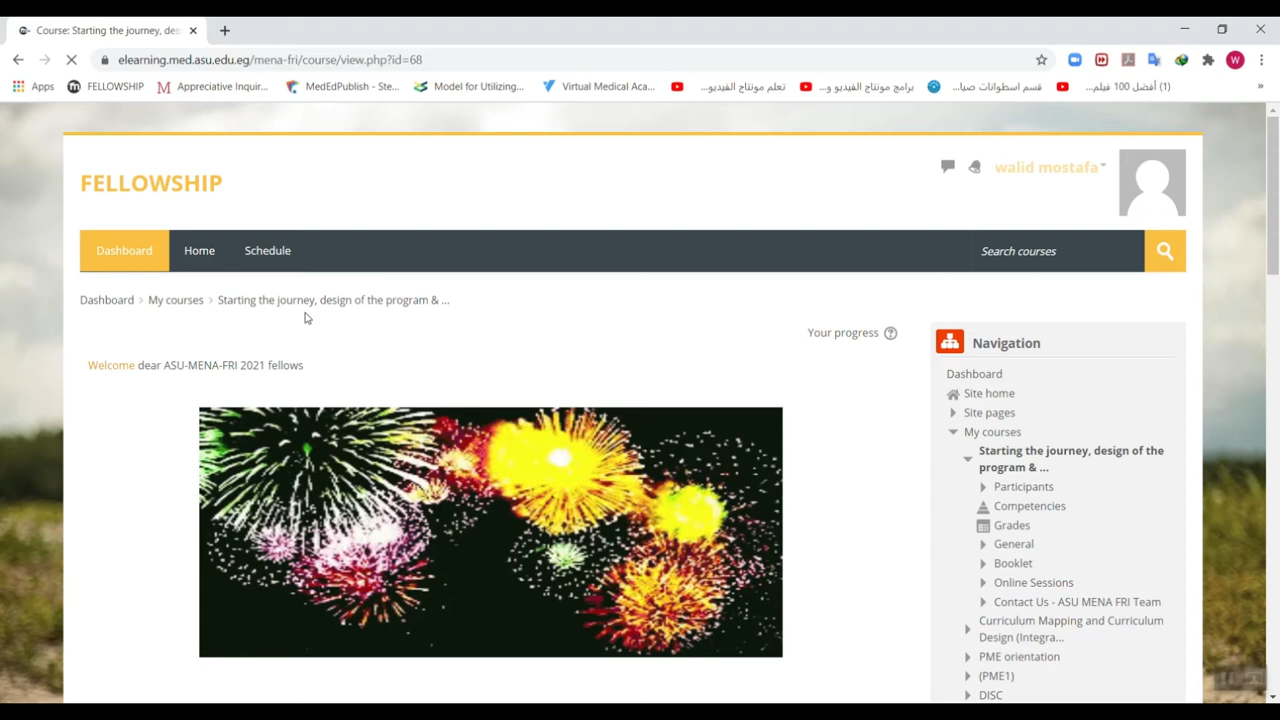 Course: Starting the journey, des
elearning.med.asu.edu.eg/mena-fri/course/view.php?id=68
W
Apps
FELLOWSHIP
Appreciative Inquir...
MedEdPublish - Ste...
Model for Utilizing...
Virtual Medical Aca...
تعلم مونتاج الفيديو...
برامج مونتاج الفيديو و...
قسم اسطوانات صيا...
(1) أفضل 100 فيلم...
»
FELLOWSHIP
walid mostafa
Dashboard
Home
Schedule
Search courses
Dashboard > My courses > Starting the journey, design of the program & ...
Your progress
Welcome dear ASU-MENA-FRI 2021 fellows
Navigation
Dashboard
Site home
Site pages
My courses
Starting the journey, design of the
program & ...
Participants
Competencies
Grades
General
Booklet
Online Sessions
Contact Us - ASU MENA FRI Team
Curriculum Mapping and Curriculum
Design (Integra...
PME orientation
(PME1)
DISC